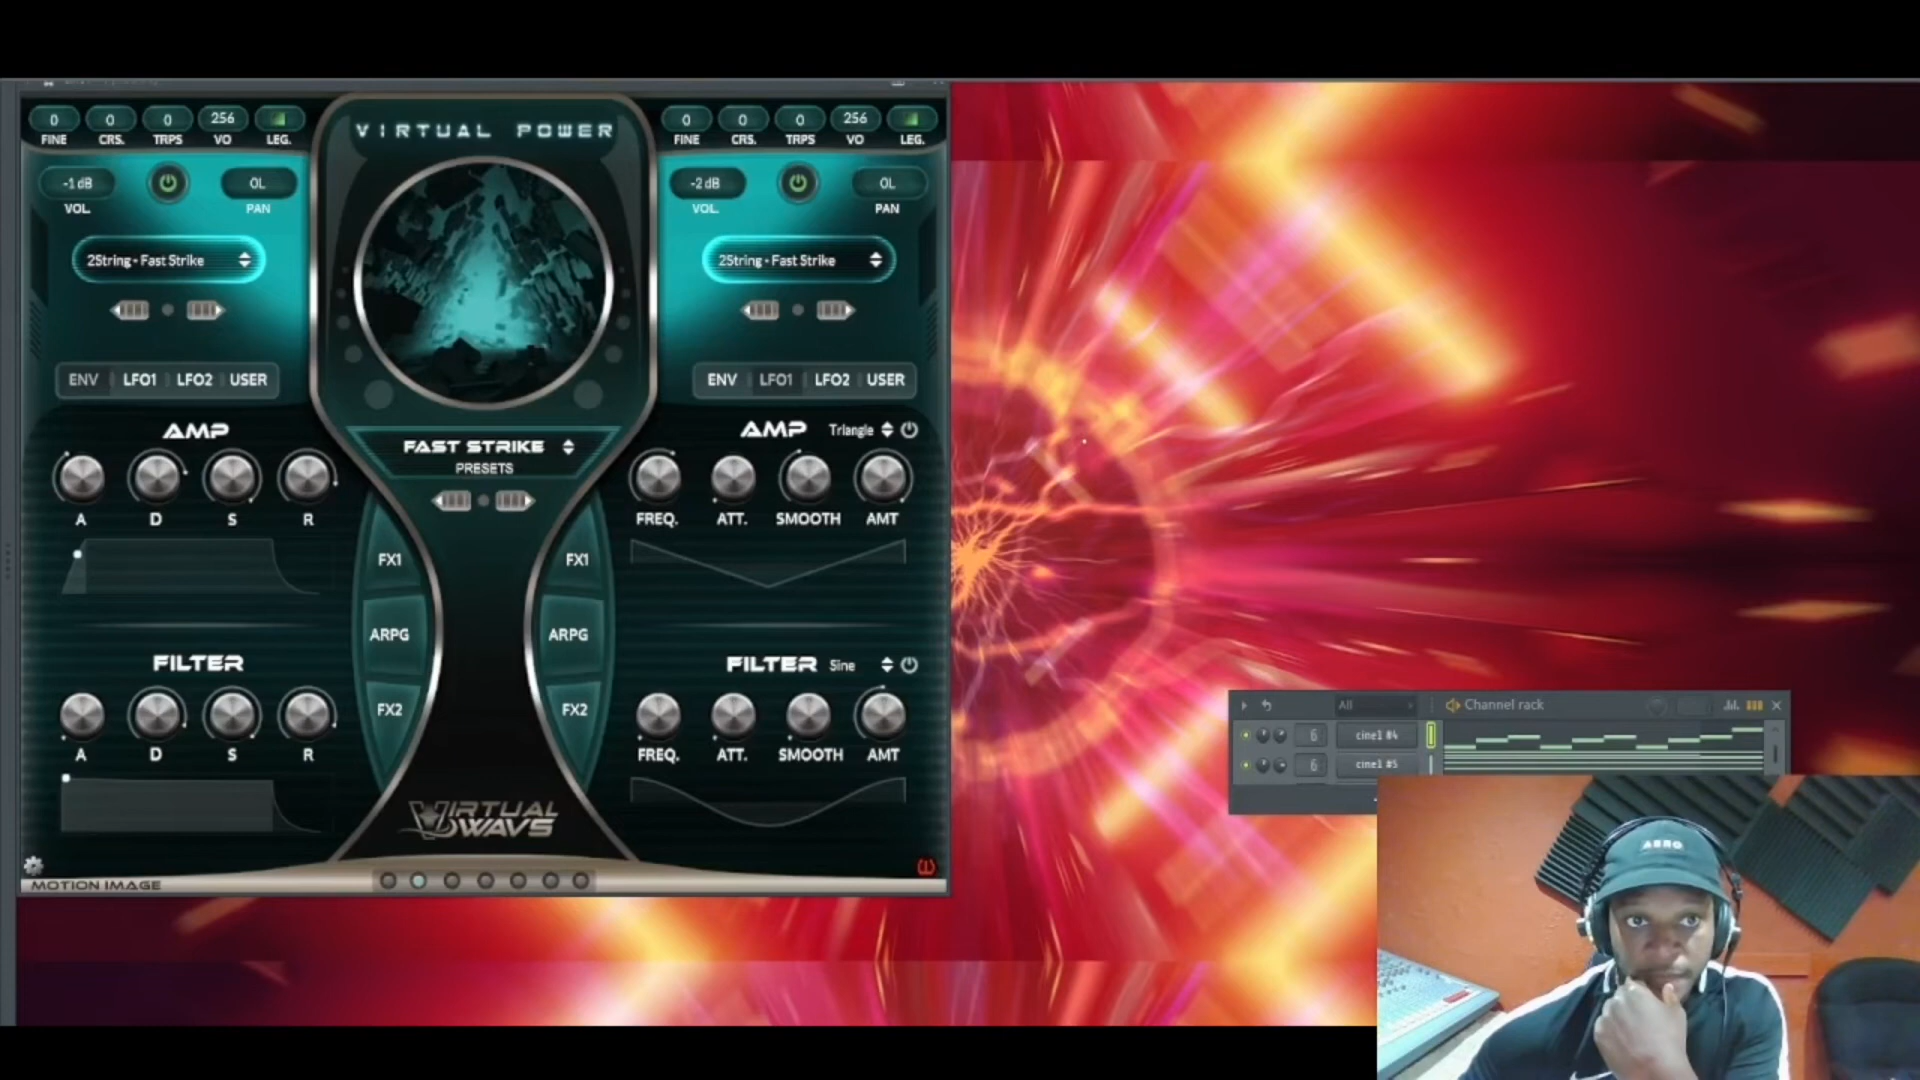 0 0 0 256
FINE CRS. TRPS VO LEG.
VIRTUAL POWER
0 0 0 256
FINE CRS. TRPS VO LEG.
-1 dB 0L
VOL. PAN
-2 dB 0L
VOL. PAN
2String - Fast Strike
2String - Fast Strike
ENV LFO1 LFO2 USER
ENV LFO1 LFO2 USER
AMP
A D S R
FAST STRIKE
PRESETS
AMP Triangle
FREQ. ATT. SMOOTH AMT
FX1
ARPG
FX2
FX1
ARPG
FX2
FILTER
A D S R
FILTER Sine
FREQ. ATT. SMOOTH AMT
VIRTUAL
WAVS
MOTION IMAGE
All Channel rack
6 cine1 #4
6 cine1 #5
AERO